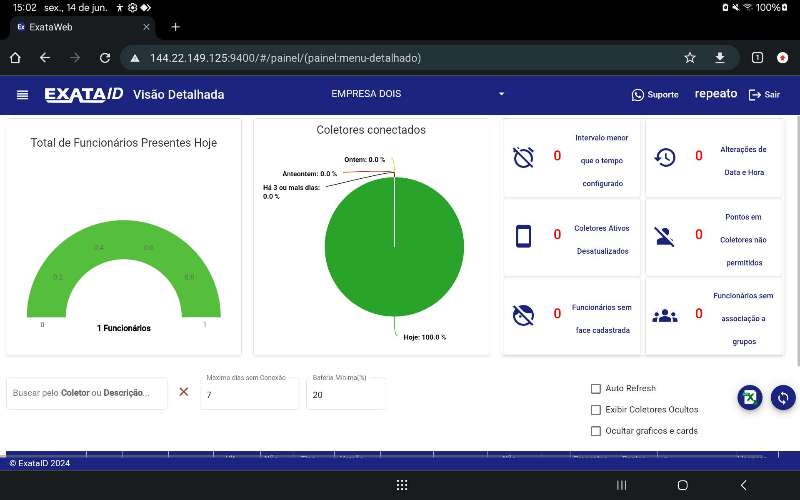 15:02 sex., 14 de jun.
100%
ExataWeb
144.22.149.125:9400/#/painel/(painel:menu-detalhado)
1
EXATAID Visão Detalhada
EMPRESA DOIS
Suporte
repeato
Sair
Total de Funcionários Presentes Hoje
0.2
0.4
0.6
0.8
0
1
1 Funcionários
Coletores conectados
Ontem: 0.0 %
Anteontem: 0.0 %
Há 3 ou mais dias:
0.0 %
Hoje: 100.0 %
0
Intervalo menor
que o tempo
configurado
0
Alterações de
Data e Hora
0
Coletores Ativos
Desatualizados
0
Pontos em
Coletores não
permitidos
0
Funcionários sem
face cadastrada
0
Funcionários sem
associação a
grupos
Buscar pelo Coletor ou Descrição...
Máximo dias sem Conexão
7
Bateria Mínima(%)
20
Auto Refresh
Exibir Coletores Ocultos
Ocultar graficos e cards
© ExataID 2024